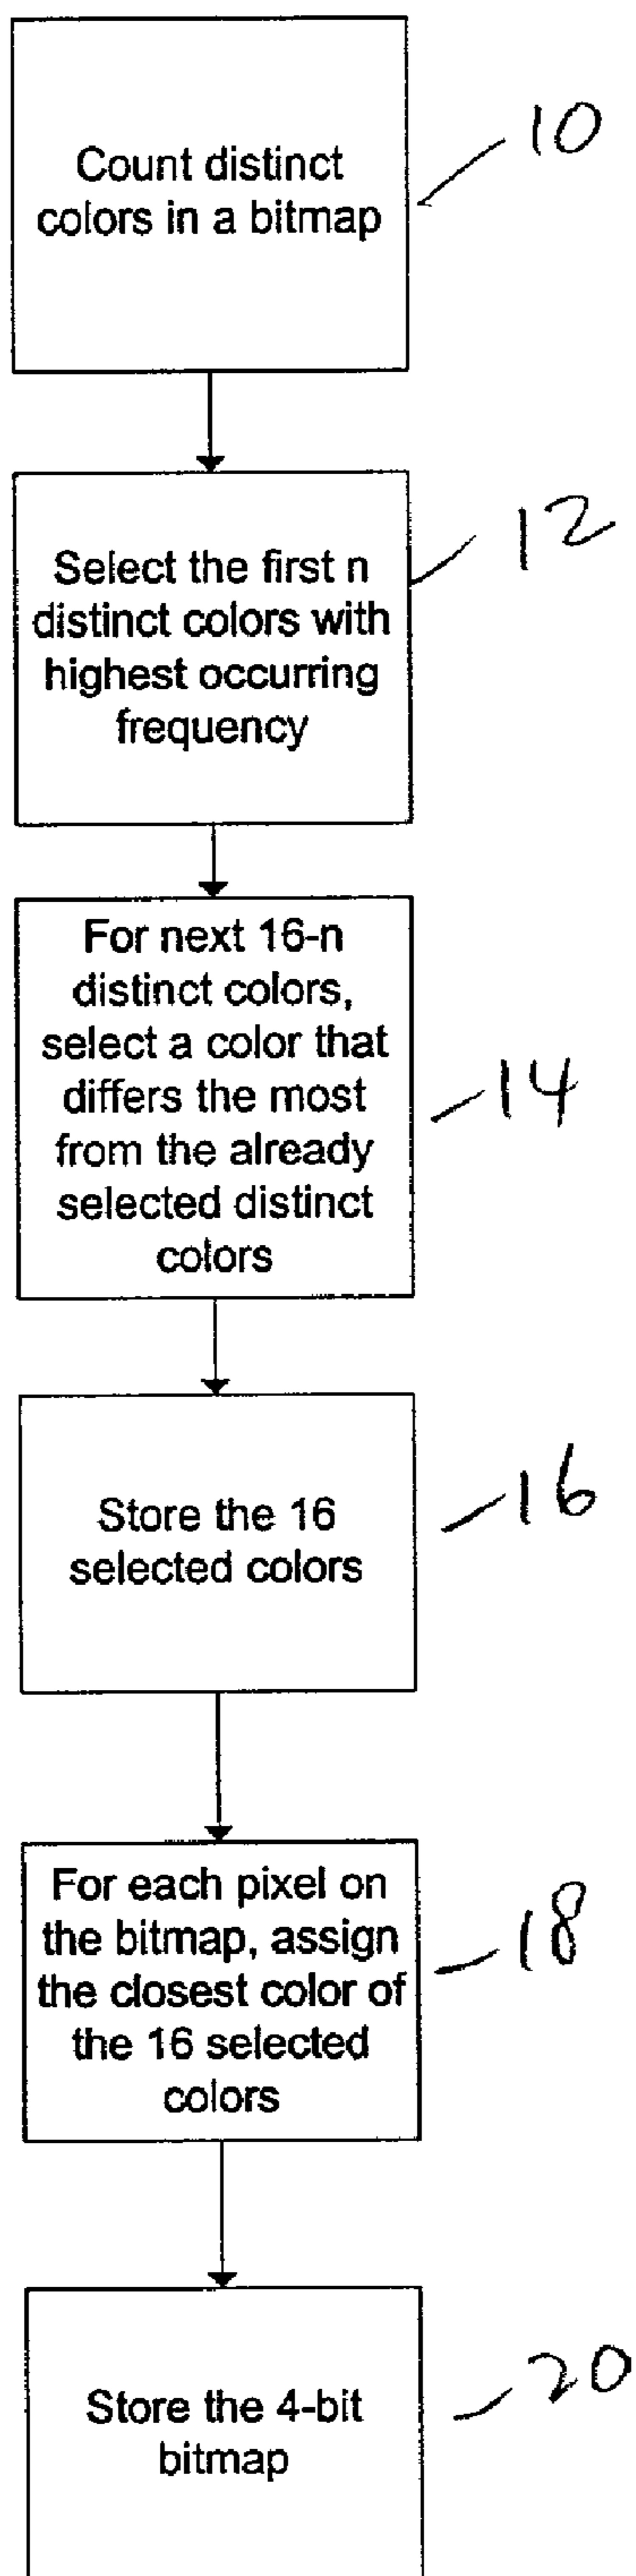 Count distinct
colors in a bitmap
10
Select the first n
distinct colors with
highest occurring
frequency
12
For next 16-n
distinct colors,
select a color that
differs the most
from the already
selected distinct
colors
14
Store the 16
selected colors
16
For each pixel on
the bitmap, assign
the closest color of
the 16 selected
colors
18
Store the 4-bit
bitmap
20